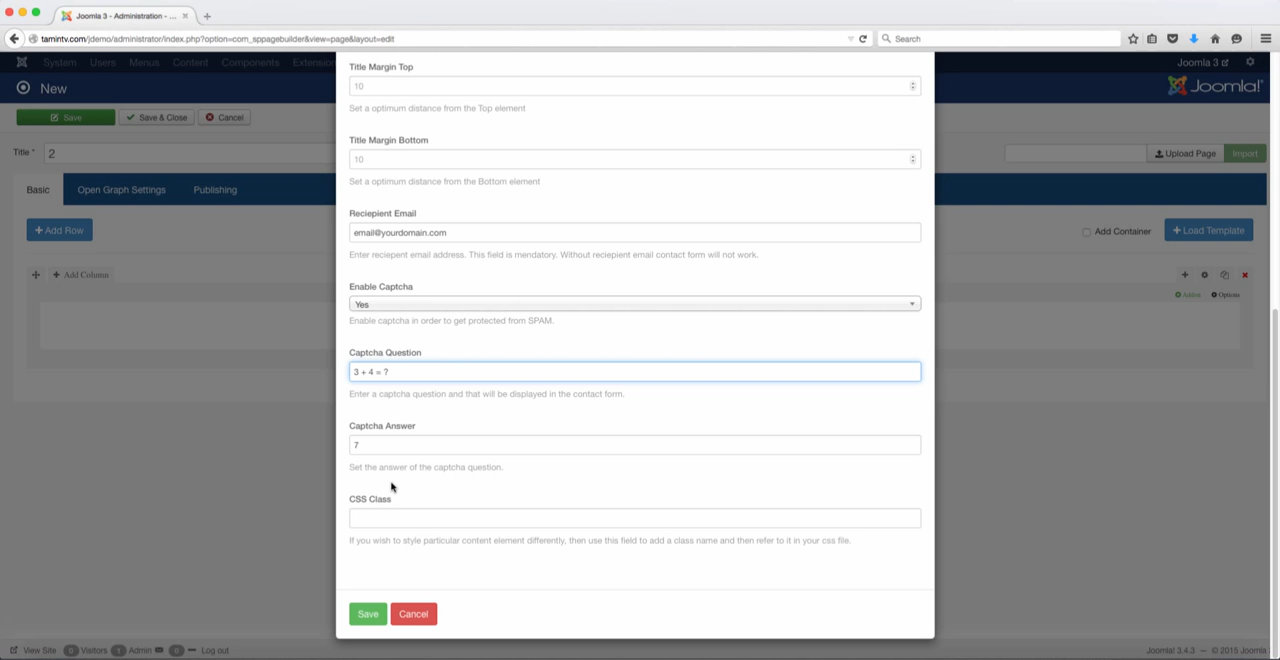 Joomla 3 - Administration - ...
tamintv.com/jdemo/administrator/index.php?option=com_sppagebuilder&view=page&layout=edit
Search
System Users Menus Content Components Extension
Joomla 3
New
Joomla!
Save
Save & Close
Cancel
Title *
2
Upload Page
Import
Basic
Open Graph Settings
Publishing
Add Row
Add Container
Load Template
Add Column
Addon
Options
Title Margin Top
10
Set a optimum distance from the Top element
Title Margin Bottom
10
Set a optimum distance from the Bottom element
Reciepient Email
email@yourdomain.com
Enter reciepent email address. This field is mendatory. Without reciepient email contact form will not work.
Enable Captcha
Yes
Enable captcha in order to get protected from SPAM.
Captcha Question
3 + 4 = ?
Enter a captcha question and that will be displayed in the contact form.
Captcha Answer
7
Set the answer of the captcha question.
CSS Class
If you wish to style particular content element differently, then use this field to add a class name and then refer to it in your css file.
Save
Cancel
View Site 0 Visitors 1 Admin 0 Log out
Joomla! 3.4.3 — © 2015 Joomla